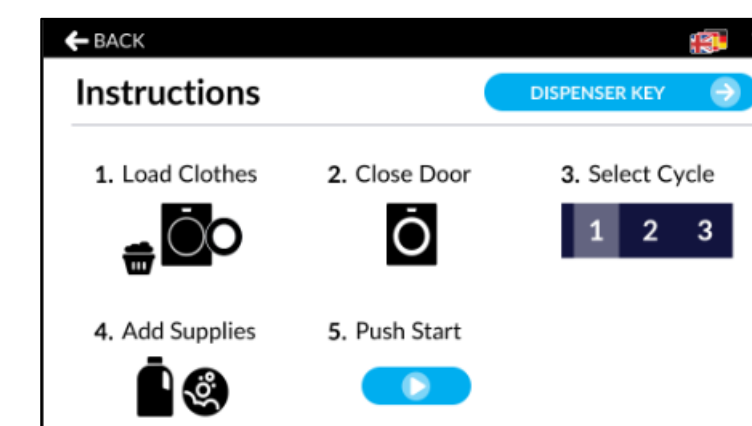 BACK
Instructions
DISPENSER KEY
1. Load Clothes
2. Close Door
3. Select Cycle
1 2 3
4. Add Supplies
5. Push Start